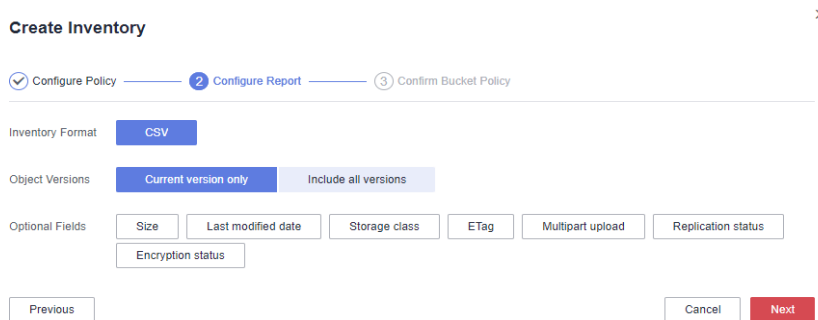 Create Inventory
Configure Policy 2 Configure Report 3 Confirm Bucket Policy
Inventory Format CSV
Object Versions Current version only Include all versions
Optional Fields Size Last modified date Storage class ETag Multipart upload Replication status
Encryption status
Previous Cancel Next